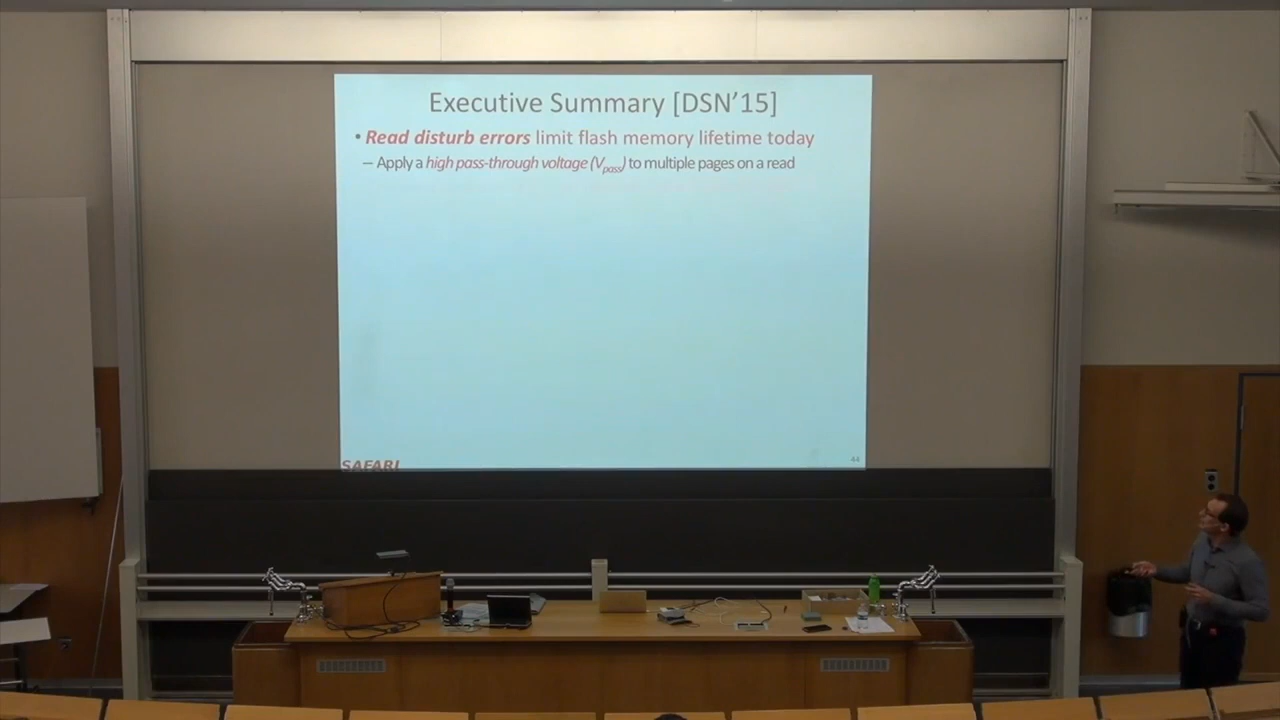 Executive Summary [DSN'15]
• Read disturb errors limit flash memory lifetime today
– Apply a high pass-through voltage (Vpass) to multiple pages on a read
SAFARI
44